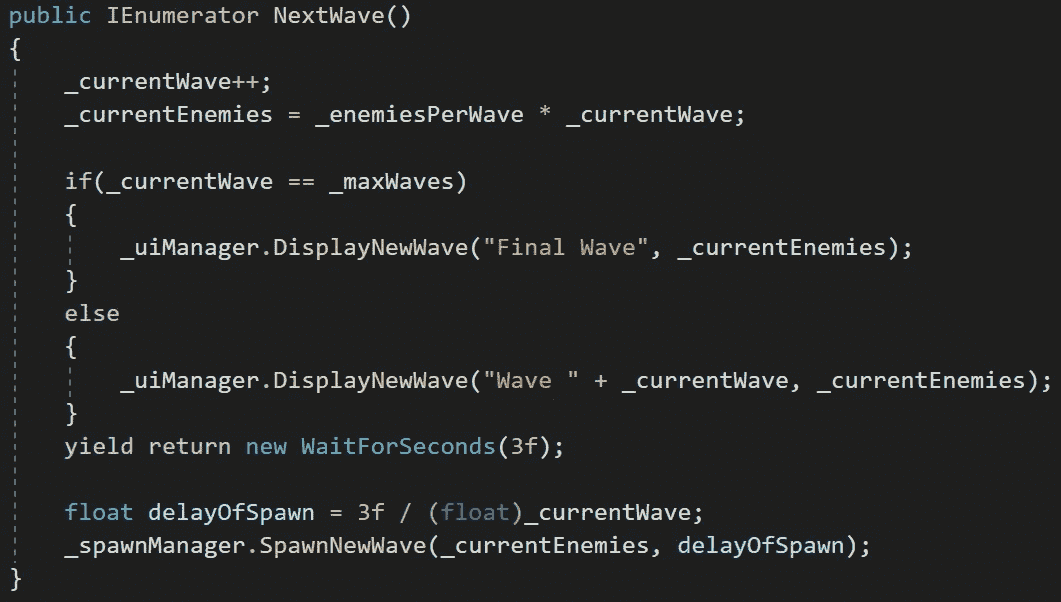 public IEnumerator NextWave()
{
    _currentWave++;
    _currentEnemies = _enemiesPerWave * _currentWave;

    if(_currentWave == _maxWaves)
    {
        _uiManager.DisplayNewWave("Final Wave", _currentEnemies);
    }
    else
    {
        _uiManager.DisplayNewWave("Wave " + _currentWave, _currentEnemies);
    }
    yield return new WaitForSeconds(3f);

    float delayOfSpawn = 3f / (float)_currentWave;
    _spawnManager.SpawnNewWave(_currentEnemies, delayOfSpawn);
}